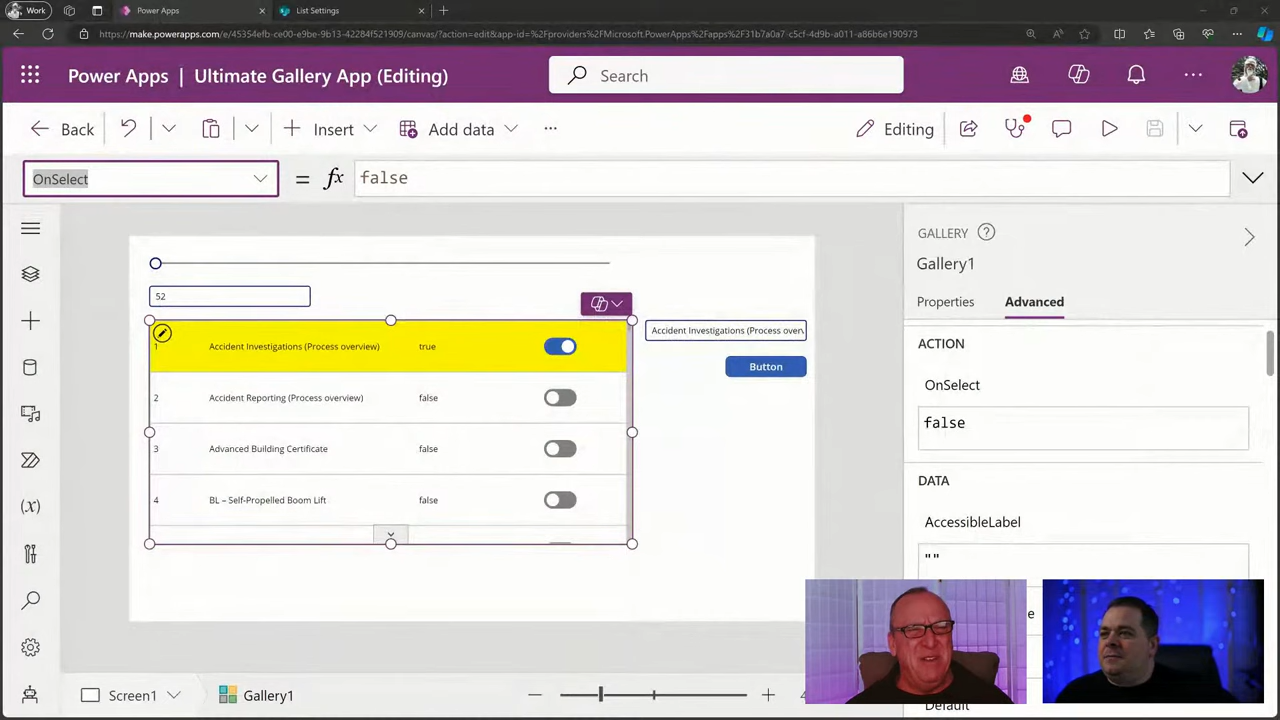 Work
Power Apps
List Settings
https://make.powerapps.com/e/45354efb-ce00-e9be-9b13-42284f521909/canvas/?action=edit&app-id=%2Fproviders%2FMicrosoft.PowerApps%2Fapps%2F31b7a0a7-c5cf-4d9b-a011-a86b6e190973
Power Apps | Ultimate Gallery App (Editing)
Search
Back
Insert
Add data
Editing
OnSelect
= fx false
GALLERY
Gallery1
Properties
Advanced
52
1 Accident Investigations (Process overview) true
2 Accident Reporting (Process overview) false
3 Advanced Building Certificate false
4 BL – Self-Propelled Boom Lift false
Accident Investigations (Process over
Button
ACTION
OnSelect
false
DATA
AccessibleLabel
""
Default
Screen1
Gallery1